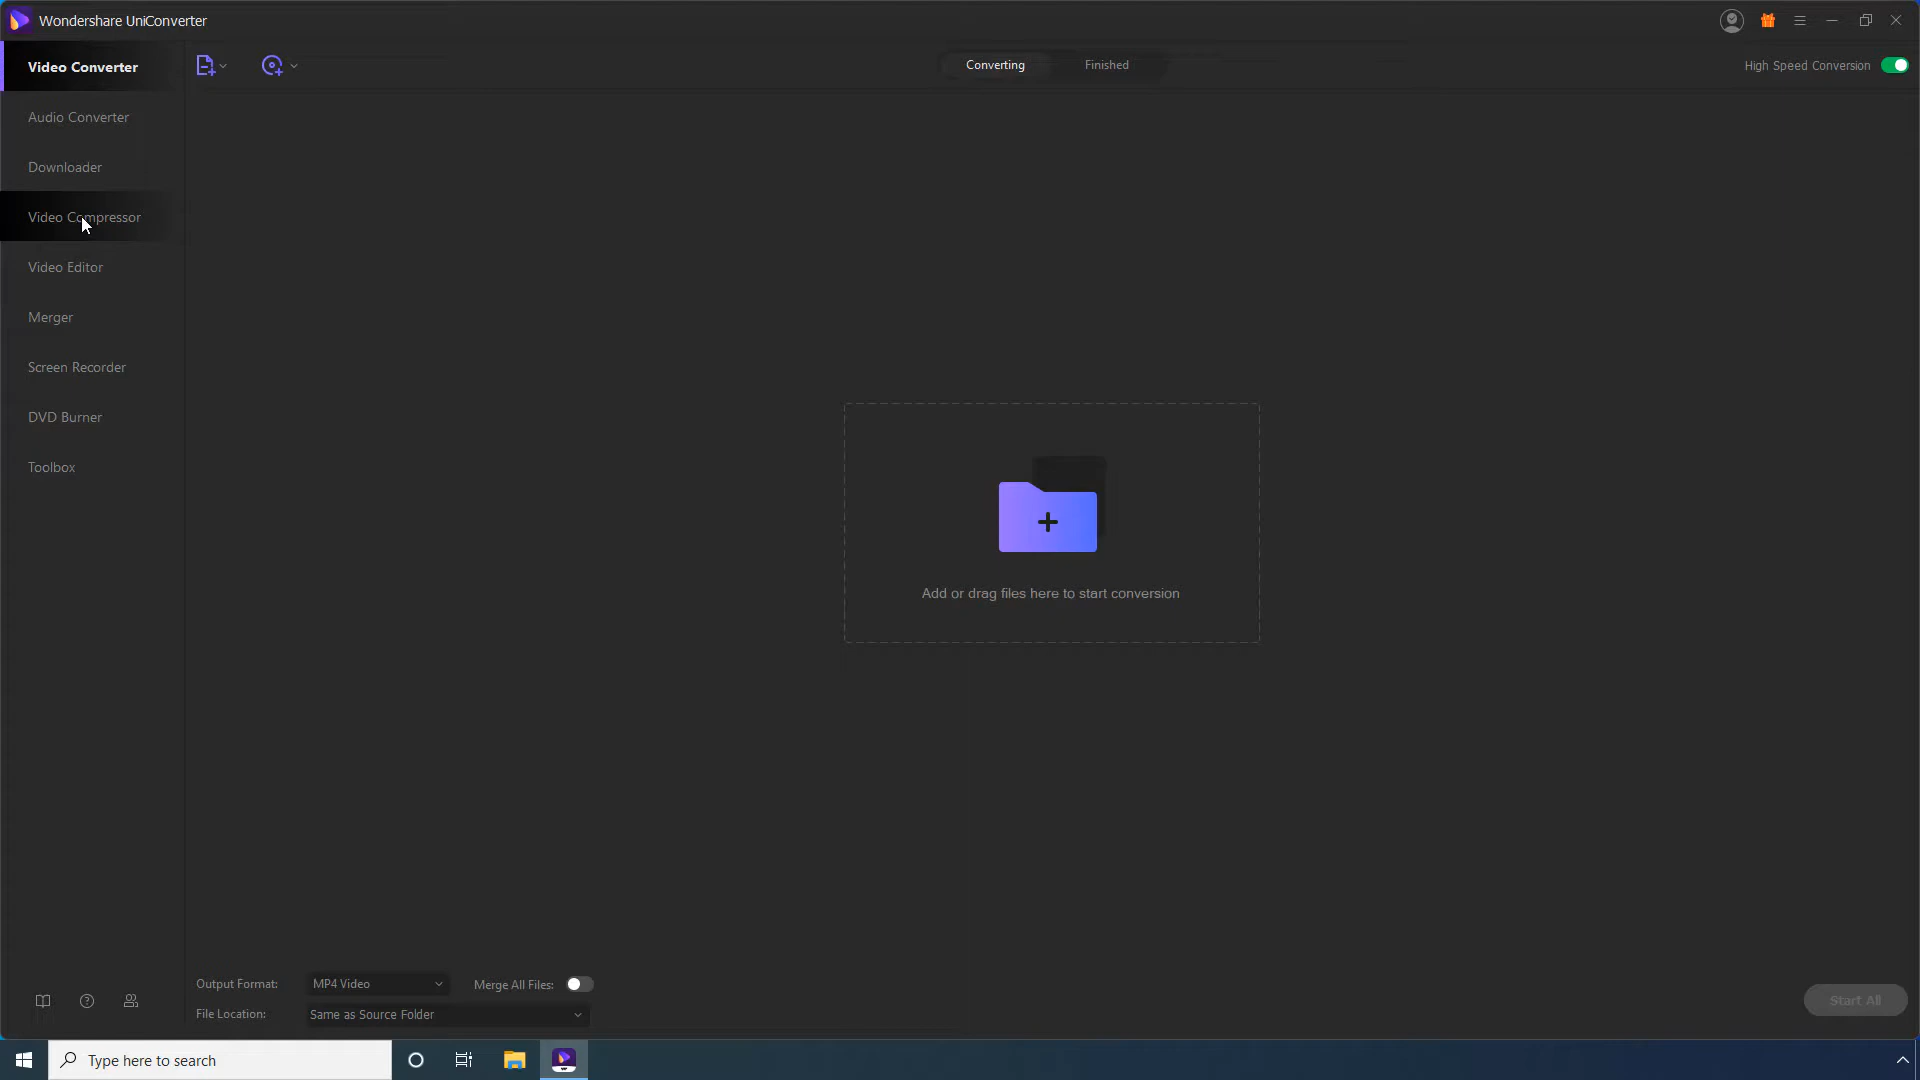 Wondershare UniConverter
Video Converter
Converting
Finished
High Speed Conversion
Audio Converter
Downloader
Video Compressor
Video Editor
Merger
Screen Recorder
DVD Burner
Toolbox
Add or drag files here to start conversion
Output Format:
MP4 Video
Merge All Files:
File Location:
Same as Source Folder
Start All
Type here to search